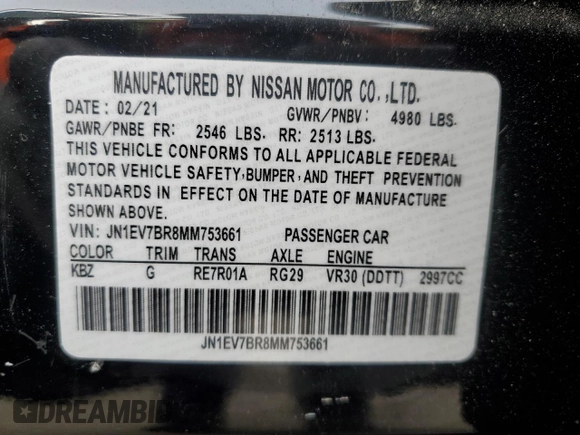 MANUFACTURED BY NISSAN MOTOR CO.,LTD.
DATE: 02/21 GVWR/PNBV: 4980 LBS.
GAWR/PNBE FR: 2546 LBS. RR: 2513 LBS.
THIS VEHICLE CONFORMS TO ALL APPLICABLE FEDERAL
MOTOR VEHICLE SAFETY,BUMPER,AND THEFT PREVENTION
STANDARDS IN EFFECT ON THE DATE OF MANUFACTURE
SHOWN ABOVE.
VIN: JN1EV7BR8MM753661 PASSENGER CAR
COLOR TRIM TRANS AXLE ENGINE
KBZ G RE7R01A RG29 VR30 (DDTT) 2997CC
JN1EV7BR8MM753661
DREAMBID